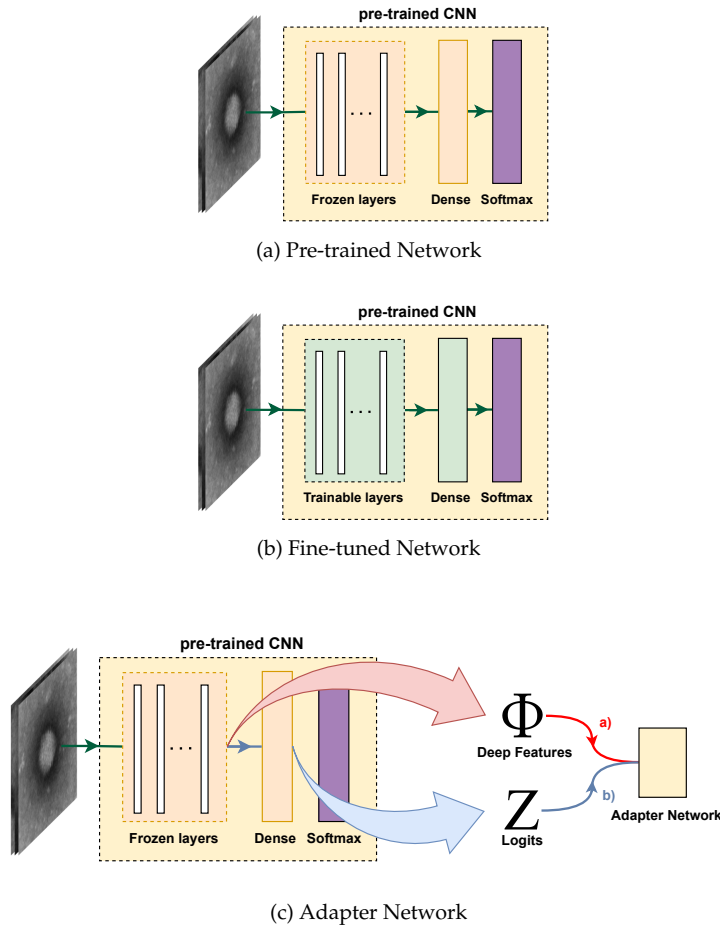 pre-trained CNN
. . .
Frozen layers Dense Softmax
(a) Pre-trained Network
pre-trained CNN
. . .
Trainable layers Dense Softmax
(b) Fine-tuned Network
pre-trained CNN
. . .
Frozen layers Dense Softmax
Φ
Deep Features
a)
Z
Logits
b)
Adapter Network
(c) Adapter Network